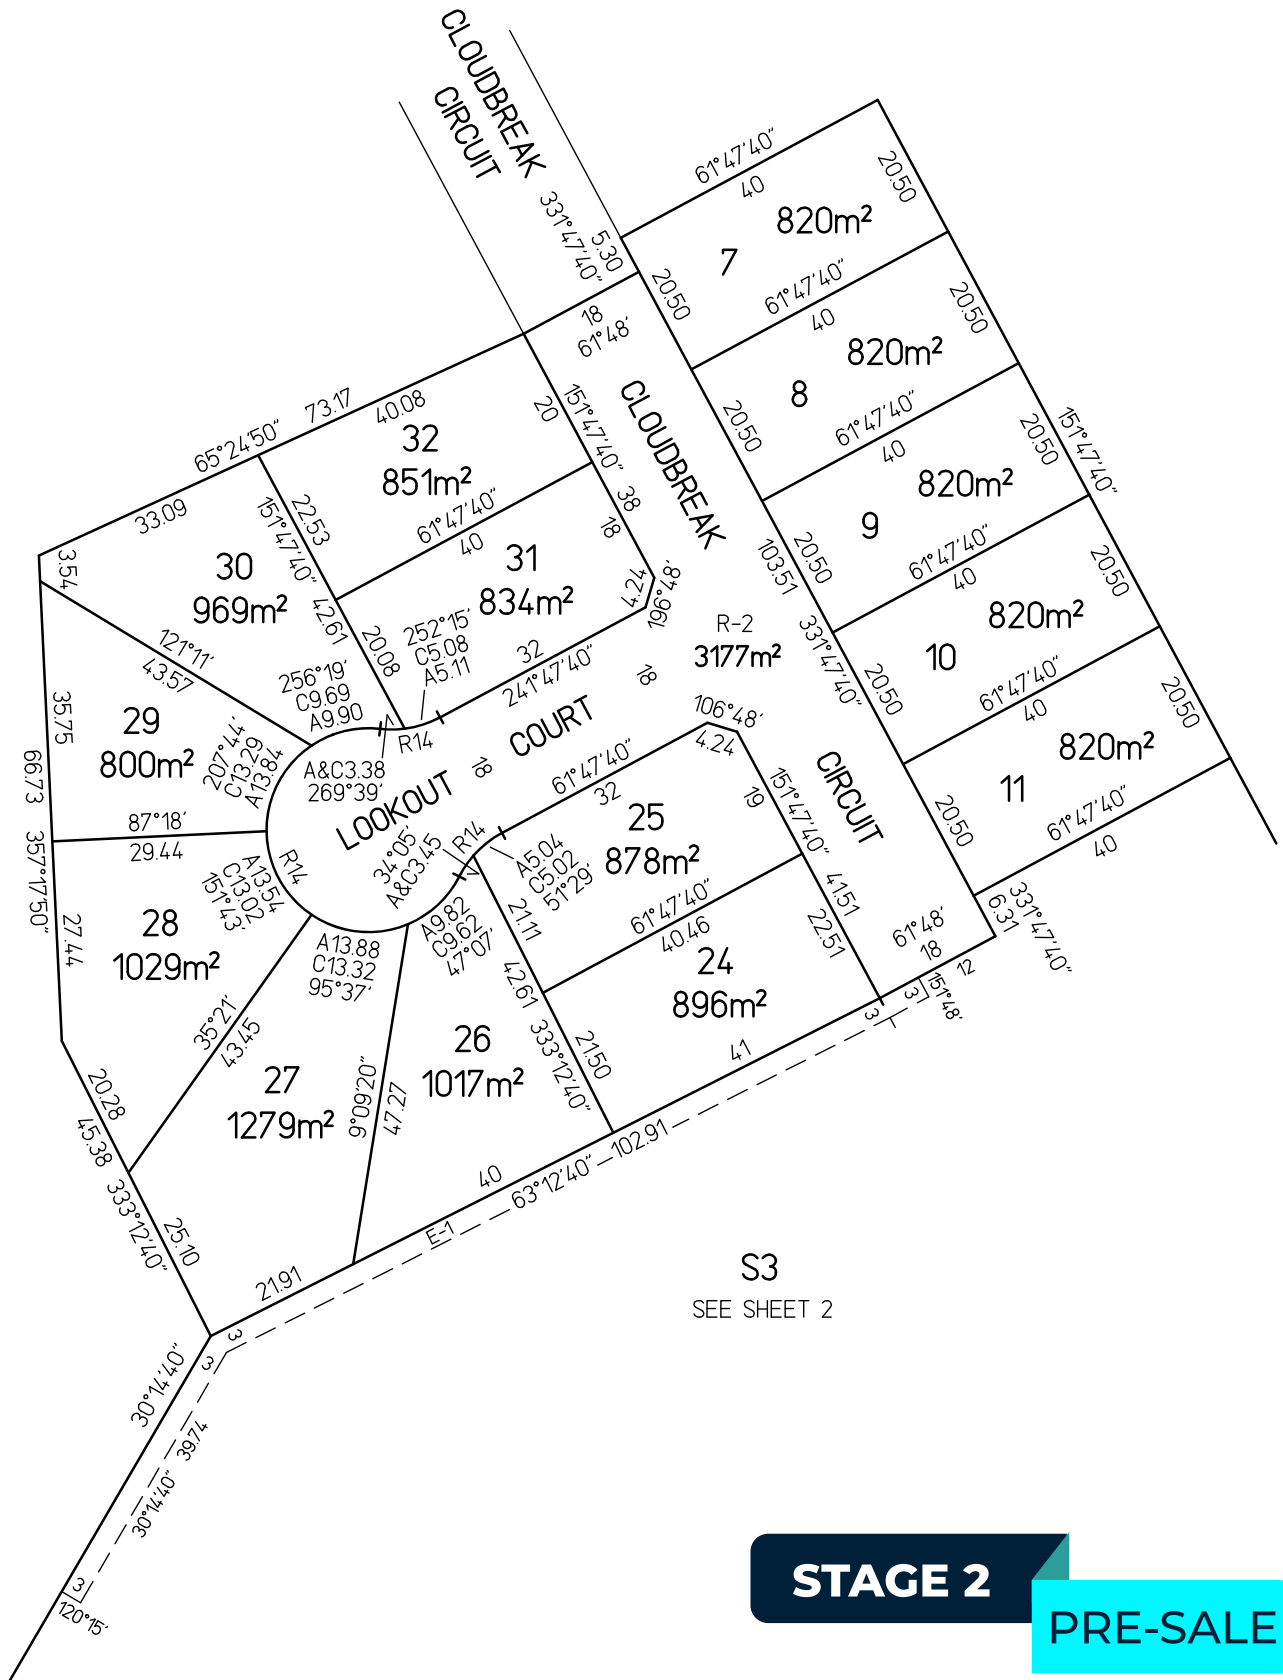 CLOUDBREAK
CIRCUIT
331°47'40"
5.30
61°47'40"
40
20.50
7
820m²
20.50
61°47'40"
40
20.50
8
820m²
20.50
61°47'40"
40
20.50
9
820m²
20.50
151°47'40"
61°47'40"
40
20.50
10
820m²
20.50
61°47'40"
40
20.50
11
820m²
20.50
61°47'40"
40
103.51
331°47'40"
331°47'40"
6.31
18
61°48'
CLOUDBREAK
151°47'40"
38
20
18
73.17
65°24'50"
40.08
32
851m²
61°47'40"
40
31
834m²
4.24
196°48'
32
241°47'40"
33.09
3.54
30
969m²
22.53
151°47'40"
42.61
20.08
252°15'
C5.08
A5.11
256°19'
C9.69
A9.90
121°11'
43.57
R-2
3177m²
18
29
800m²
35.75
66.73
357°17'50"
207°44'
C13.29
A13.84
A&C3.38
269°39'
R14
LOOKOUT
COURT
18
87°18'
29.44
R14
A13.54
C13.02
151°43'
27.44
28
1029m²
34°05'
A&C3.45
R14
61°47'40"
32
106°48'
4.24
CIRCUIT
A5.04
C5.02
51°29'
25
878m²
19
151°47'40"
41.51
22.51
61°47'40"
40.46
24
896m²
21.11
42.61
333°12'40"
21.50
A9.82
C9.62
47°07'
A13.88
C13.32
95°37'
35°21'
43.45
27
1279m²
9°09'20"
47.27
26
1017m²
20.28
45.38
333°12'40"
25.10
21.91
40
41
E-1
63°12'40"
102.91
3
3
61°48'
18
12
151°48'
3
3
30°14'40"
39.74
30°14'40"
3
120°15'
S3
SEE SHEET 2
STAGE 2
PRE-SALE